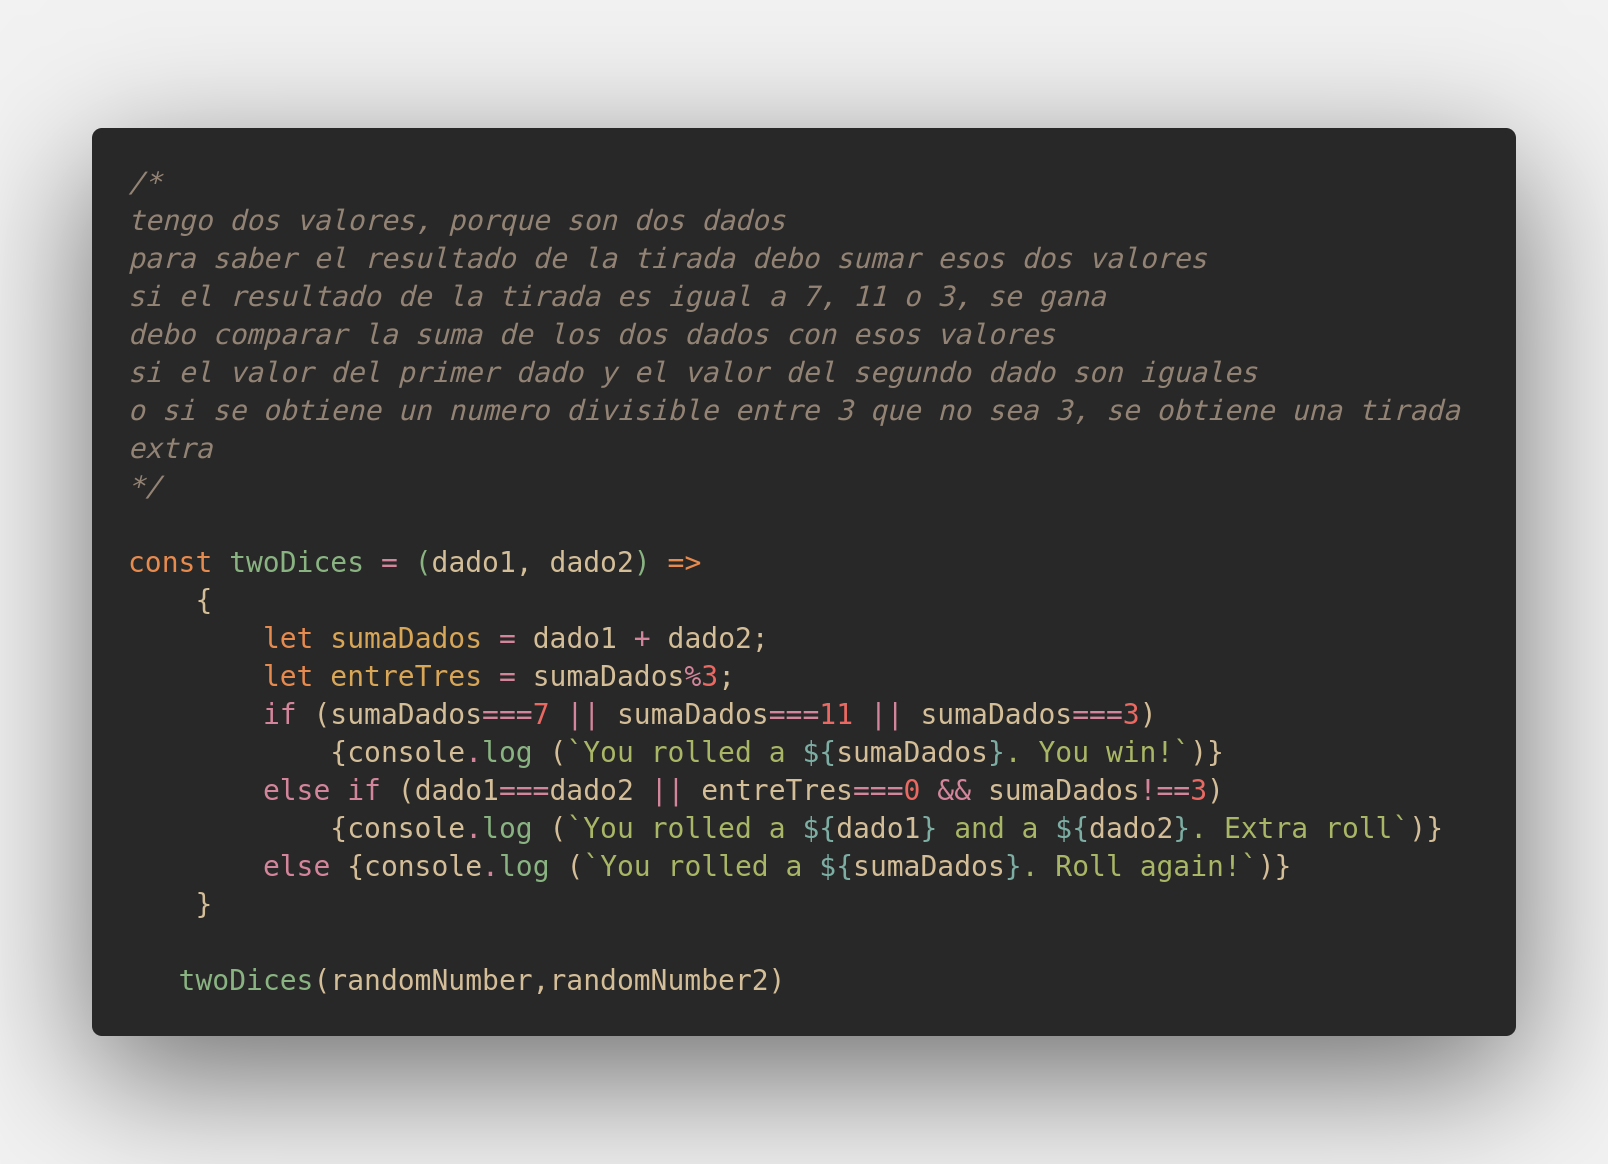 /*
tengo dos valores, porque son dos dados
para saber el resultado de la tirada debo sumar esos dos valores
si el resultado de la tirada es igual a 7, 11 o 3, se gana
debo comparar la suma de los dos dados con esos valores
si el valor del primer dado y el valor del segundo dado son iguales
o si se obtiene un numero divisible entre 3 que no sea 3, se obtiene una tirada
extra
*/

const twoDices = (dado1, dado2) =>
    {
        let sumaDados = dado1 + dado2;
        let entreTres = sumaDados%3;
        if (sumaDados===7 || sumaDados===11 || sumaDados===3)
            {console.log (`You rolled a ${sumaDados}. You win!`)}
        else if (dado1===dado2 || entreTres===0 && sumaDados!==3)
            {console.log (`You rolled a ${dado1} and a ${dado2}. Extra roll`)}
        else {console.log (`You rolled a ${sumaDados}. Roll again!`)}
    }

   twoDices(randomNumber,randomNumber2)